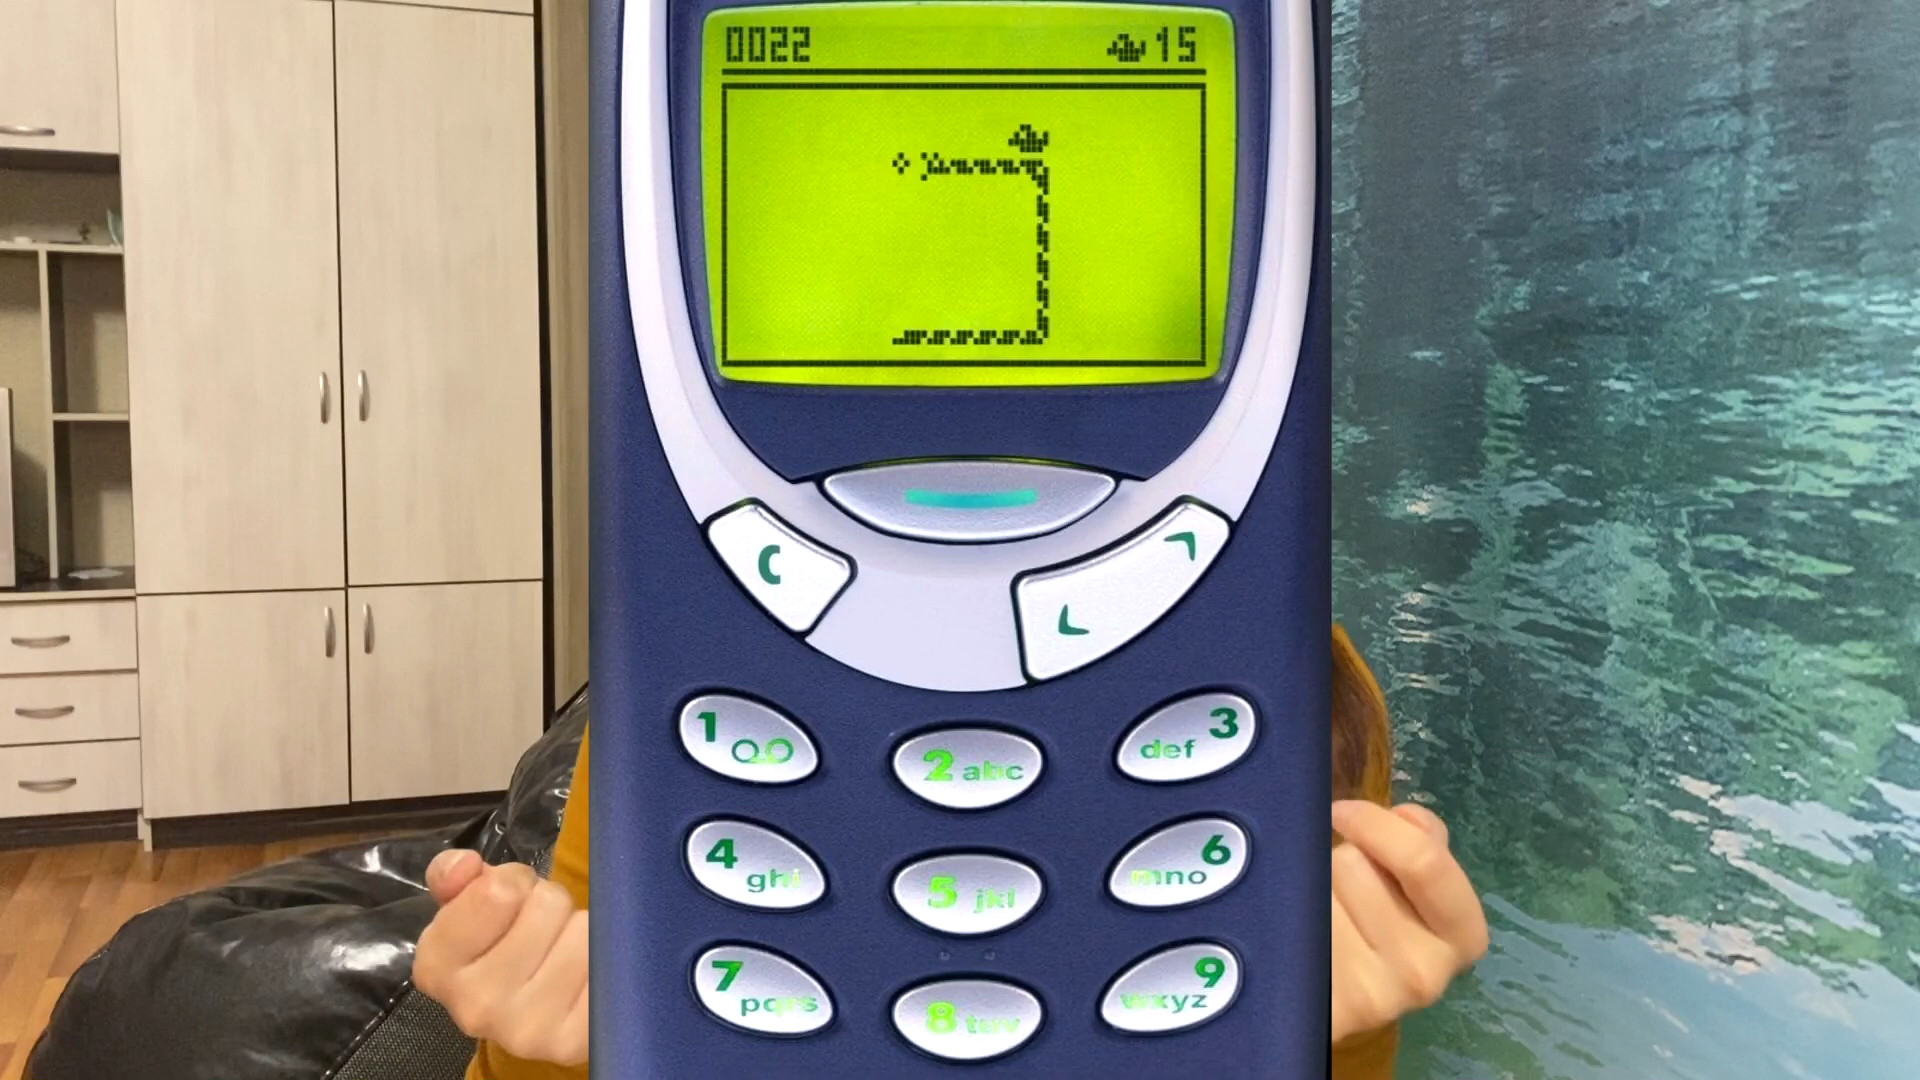 0022 15
C
1 2 abc def 3
4 ghi 5 jkl mno 6
7 pqrs 8 tuv wxyz 9